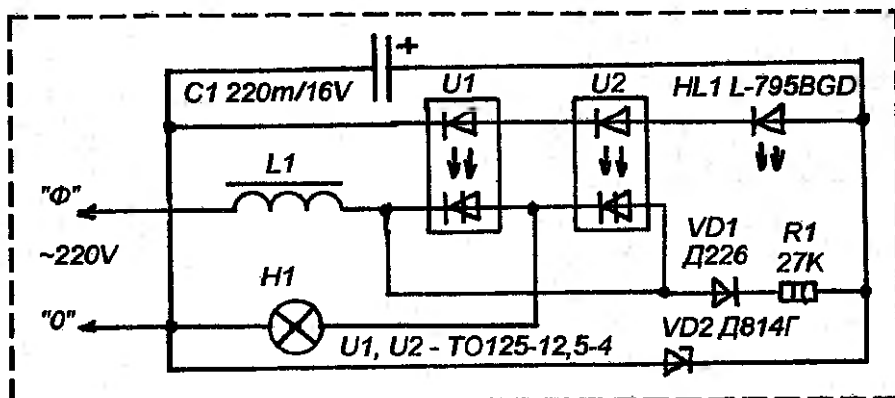 C1 220m/16V
+
U1
U2
HL1 L-795BGD
L1
"Ф"
~220V
"0"
H1
VD1
Д226
R1
27K
VD2 Д814Г
U1, U2 - TO125-12,5-4